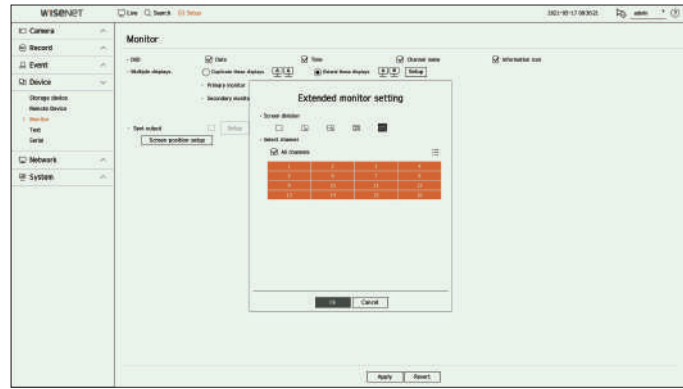 WISENET
Live Search Setup
admin
Camera
Record
Event
Device
Storage device
Remote Device
Monitor
Text
Serial
Network
System
Monitor
- OSD Date Time Channel name Information icon
- Multiple displays Duplicate these displays Extend these displays Setup
- Primary monitor
- Secondary monito
- Spot output Setup
Screen position setup
Extended monitor setting
- Screen division
- Select channel
All channels
1 2 3 4
5 6 7 8
9 10 11 12
13 14 15 16
Ok Cancel
Apply Revert